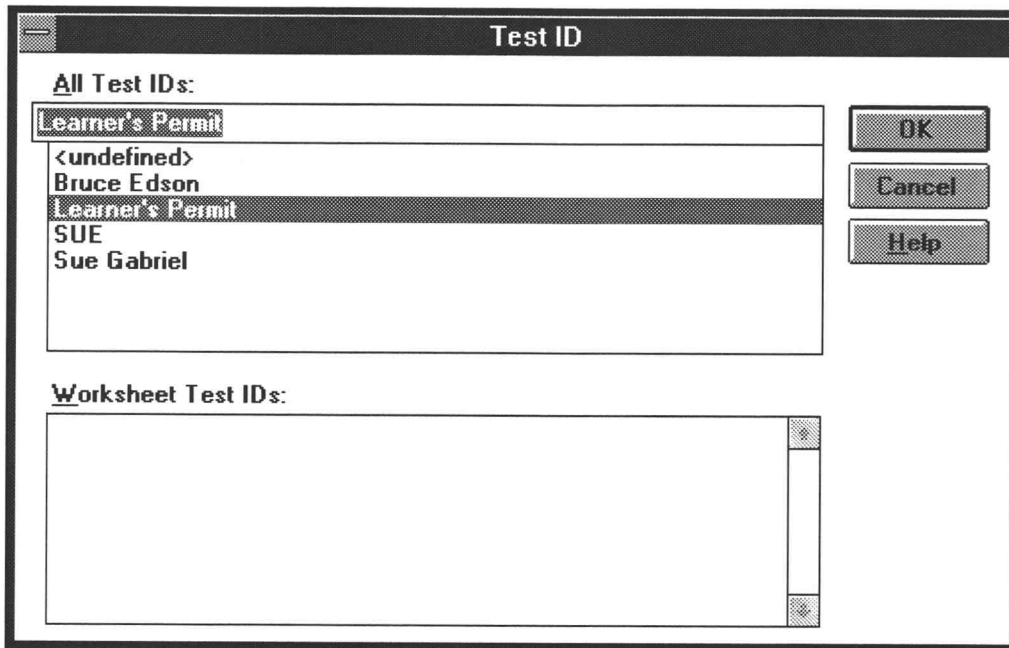 Test ID
All Test IDs:
Learner's Permit
<undefined>
Bruce Edson
Learner's Permit
SUE
Sue Gabriel
OK
Cancel
Help
Worksheet Test IDs: